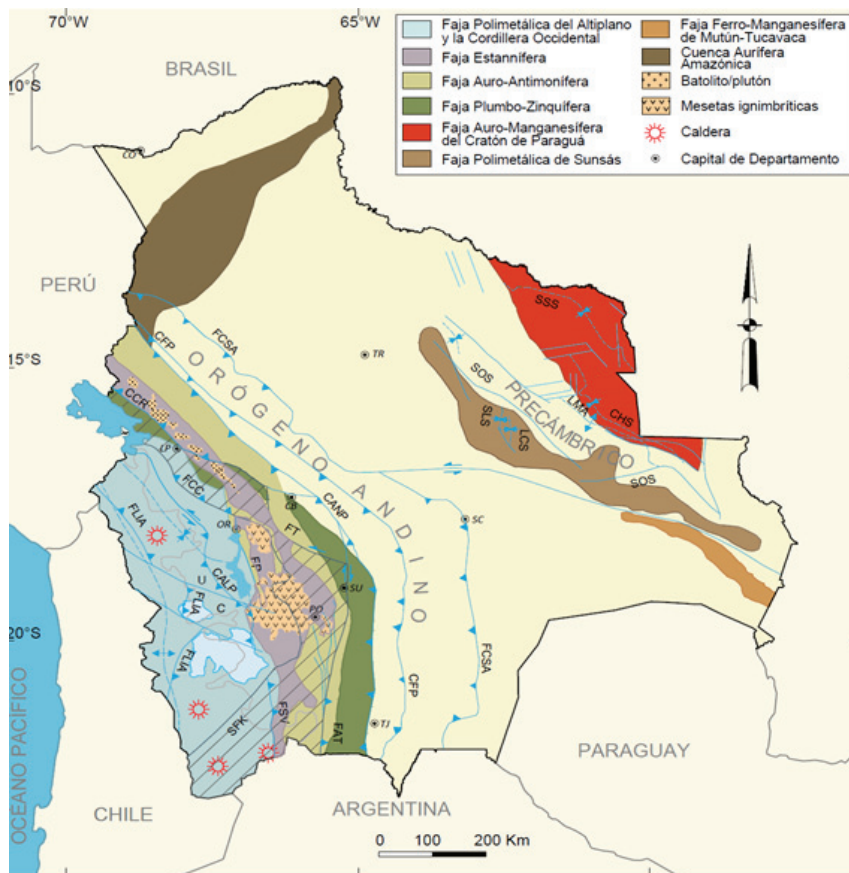 70°W
65°W
10°S
15°S
20°S
Faja Polimetálica del Altiplano
y la Cordillera Occidental
Faja Estannífera
Faja Auro-Antimonífera
Faja Plumbo-Zinquífera
Faja Auro-Manganesífera
del Cratón de Paraguá
Faja Polimetálica de Sunsás
Faja Ferro-Manganesífera
de Mutún-Tucavaca
Cuenca Aurífera
Amazónica
Batolito/plutón
Mesetas ignimbríticas
Caldera
Capital de Departamento
BRASIL
CO
PERÚ
SSS
FCSA
CFP
TR
ORÓGENO ANDINO
SOS
PRECÁMBRICO
LMA
CHS
CCR
SLS
LCS
LP
FCC
SOS
CANP
CB
SC
FLIA
OR
FT
FP
CALP
U
C
SU
FLIA
PO
FLIA
FCSA
CFP
SFK
FSV
FAT
TJ
OCÉANO PACÍFICO
PARAGUAY
CHILE
ARGENTINA
0 100 200 Km